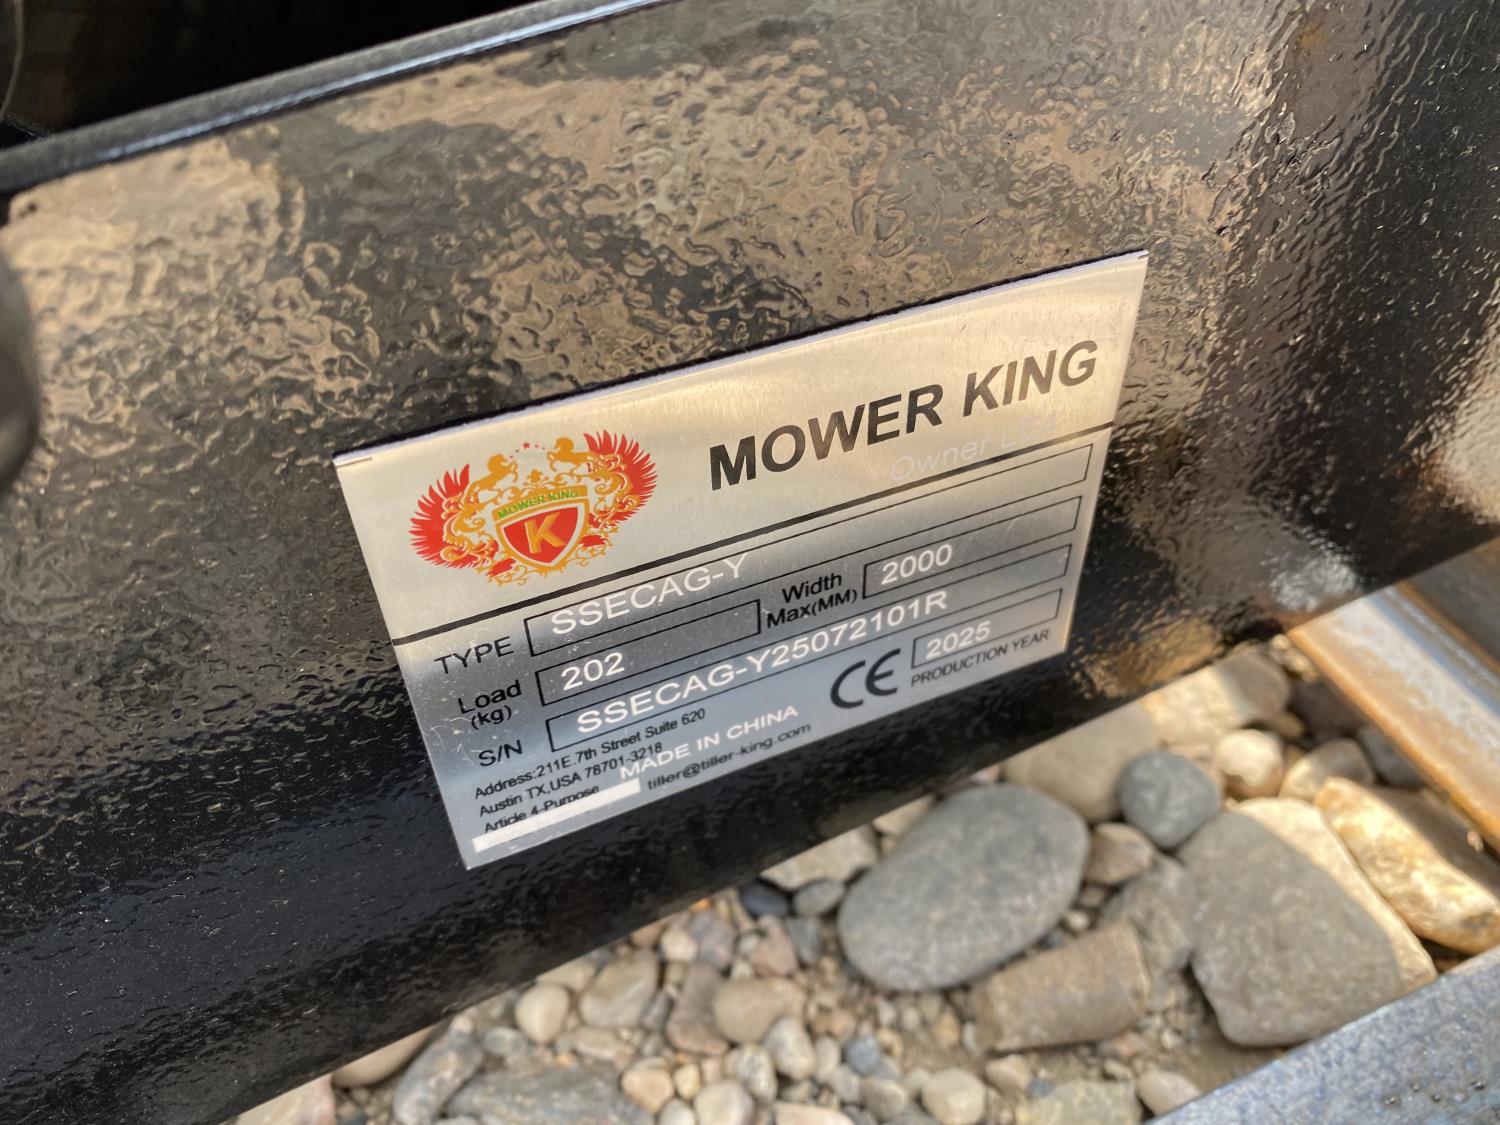 MOWER KING
Owner
MOWER KING
K
TYPE SSECAG-Y
Load (kg) 202 Width Max(MM) 2000
S/N SSECAG-Y25072101R
CE 2025
PRODUCTION YEAR
Address:211E.7th Street Suite 620
Austin TX,USA 78701-3218
MADE IN CHINA
Article 4-Purpose tiller@tiller-king.com